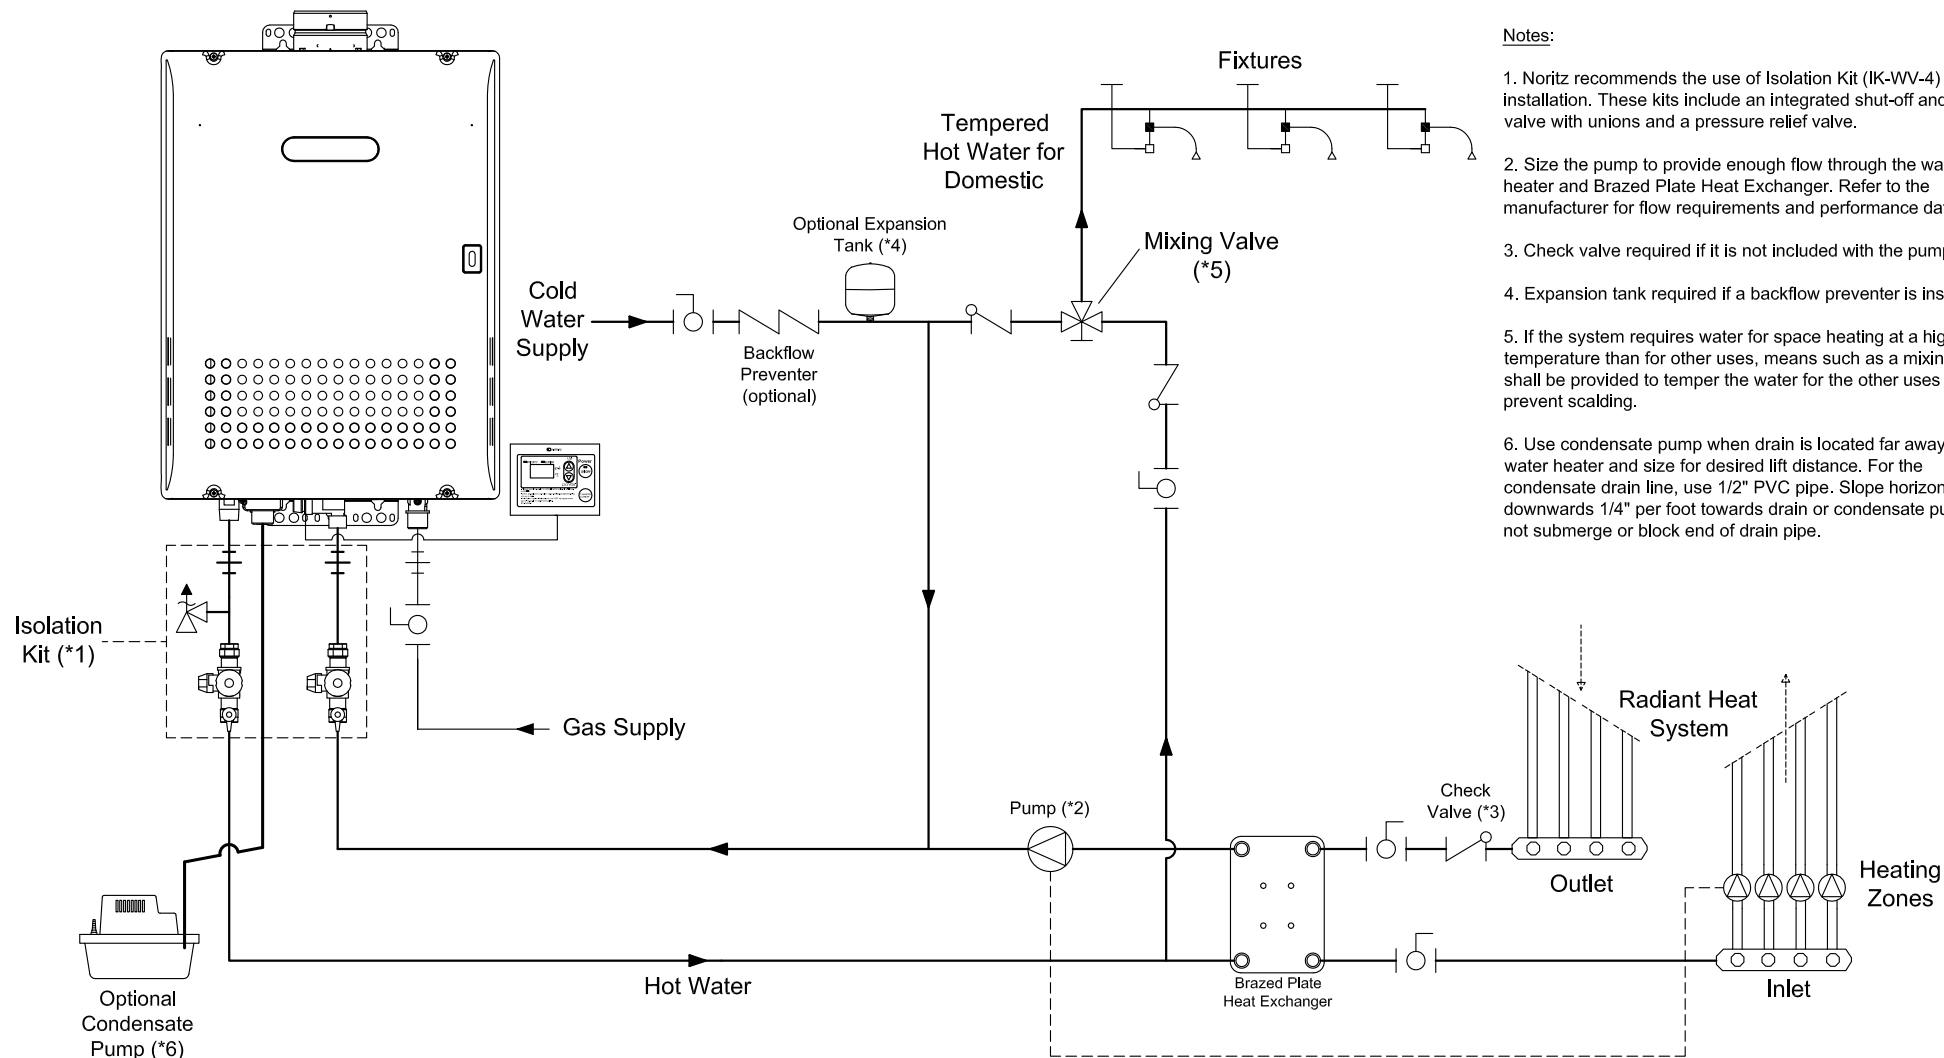 Notes:
1. Noritz recommends the use of Isolation Kit (IK-WV-4)
installation. These kits include an integrated shut-off and
valve with unions and a pressure relief valve.
2. Size the pump to provide enough flow through the wa
heater and Brazed Plate Heat Exchanger. Refer to the
manufacturer for flow requirements and performance da
3. Check valve required if it is not included with the pump
4. Expansion tank required if a backflow preventer is ins
5. If the system requires water for space heating at a hig
temperature than for other uses, means such as a mixin
shall be provided to temper the water for the other uses
prevent scalding.
6. Use condensate pump when drain is located far away
water heater and size for desired lift distance. For the
condensate drain line, use 1/2" PVC pipe. Slope horizon
downwards 1/4" per foot towards drain or condensate pu
not submerge or block end of drain pipe.
Fixtures
Tempered
Hot Water for
Domestic
Optional Expansion
Tank (*4)
Mixing Valve
(*5)
Cold
Water
Supply
Backflow
Preventer
(optional)
Power
Isolation
Kit (*1)
Gas Supply
Radiant Heat
System
Pump (*2)
Check
Valve (*3)
Outlet
Heating
Zones
Hot Water
Brazed Plate
Heat Exchanger
Inlet
Optional
Condensate
Pump (*6)